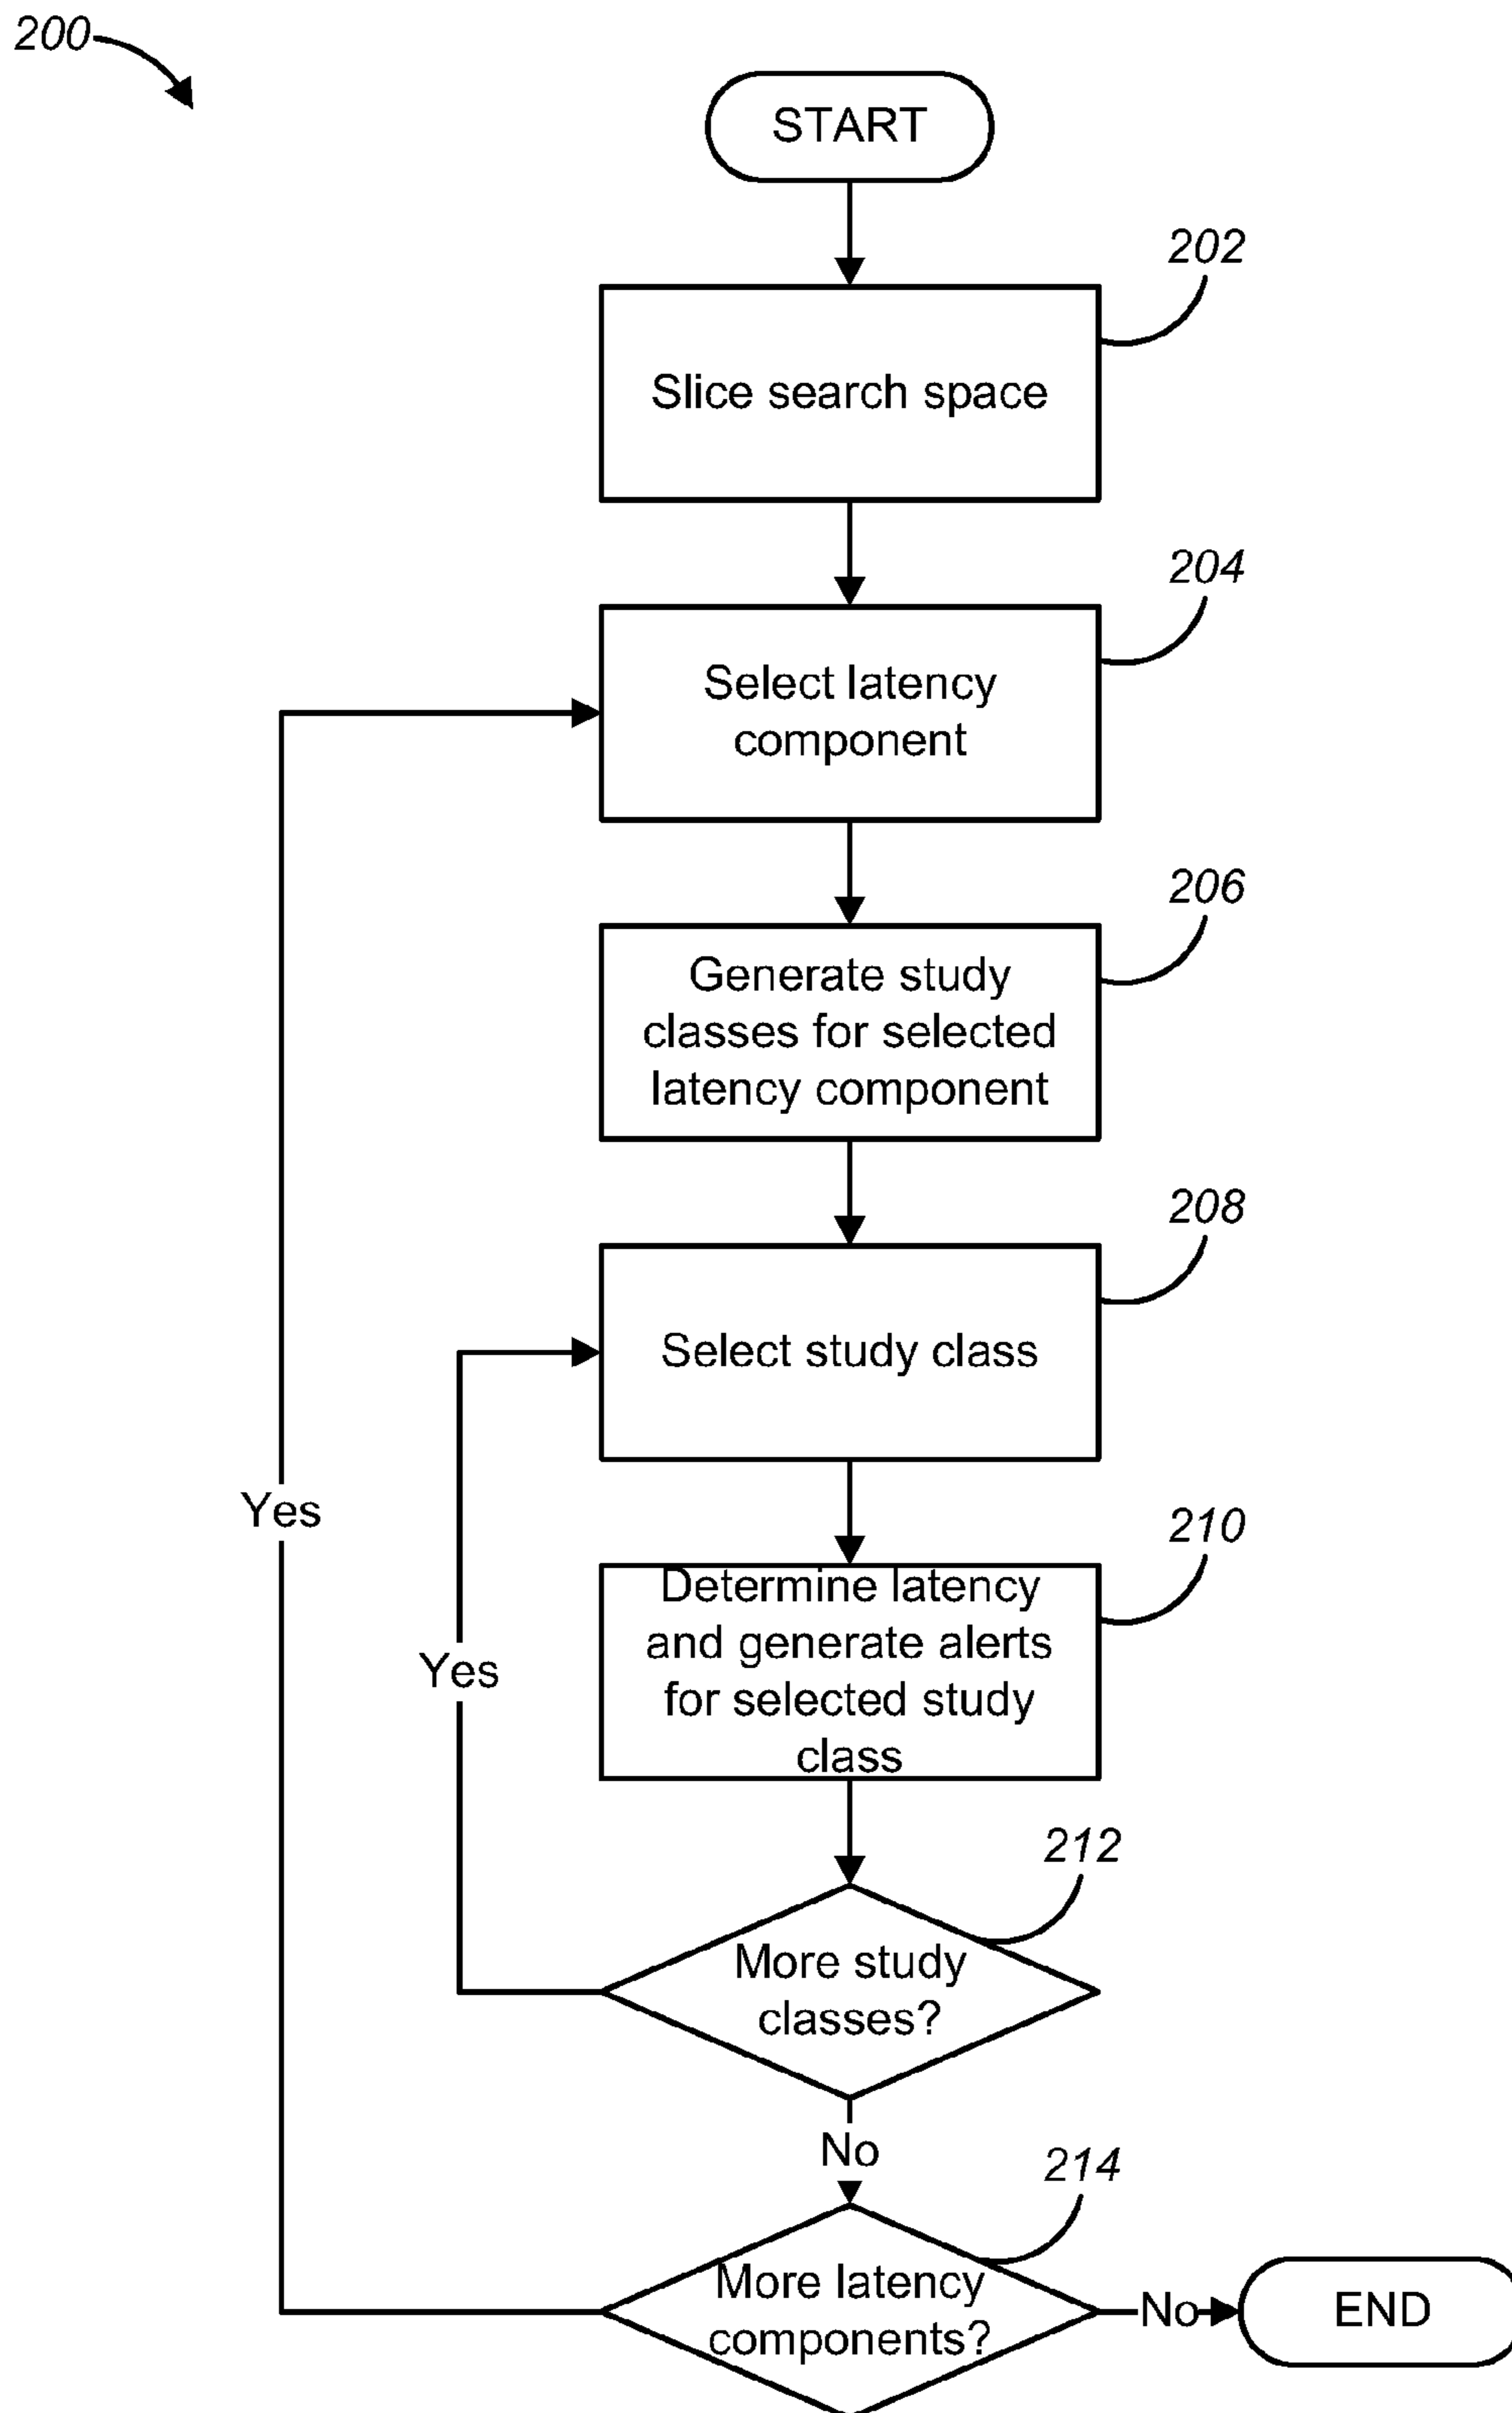 200
START
202
Slice search space
204
Select latency
component
206
Generate study
classes for selected
latency component
208
Select study class
Yes
210
Determine latency
and generate alerts
for selected study
class
Yes
212
More study
classes?
No
214
More latency
components?
No
END